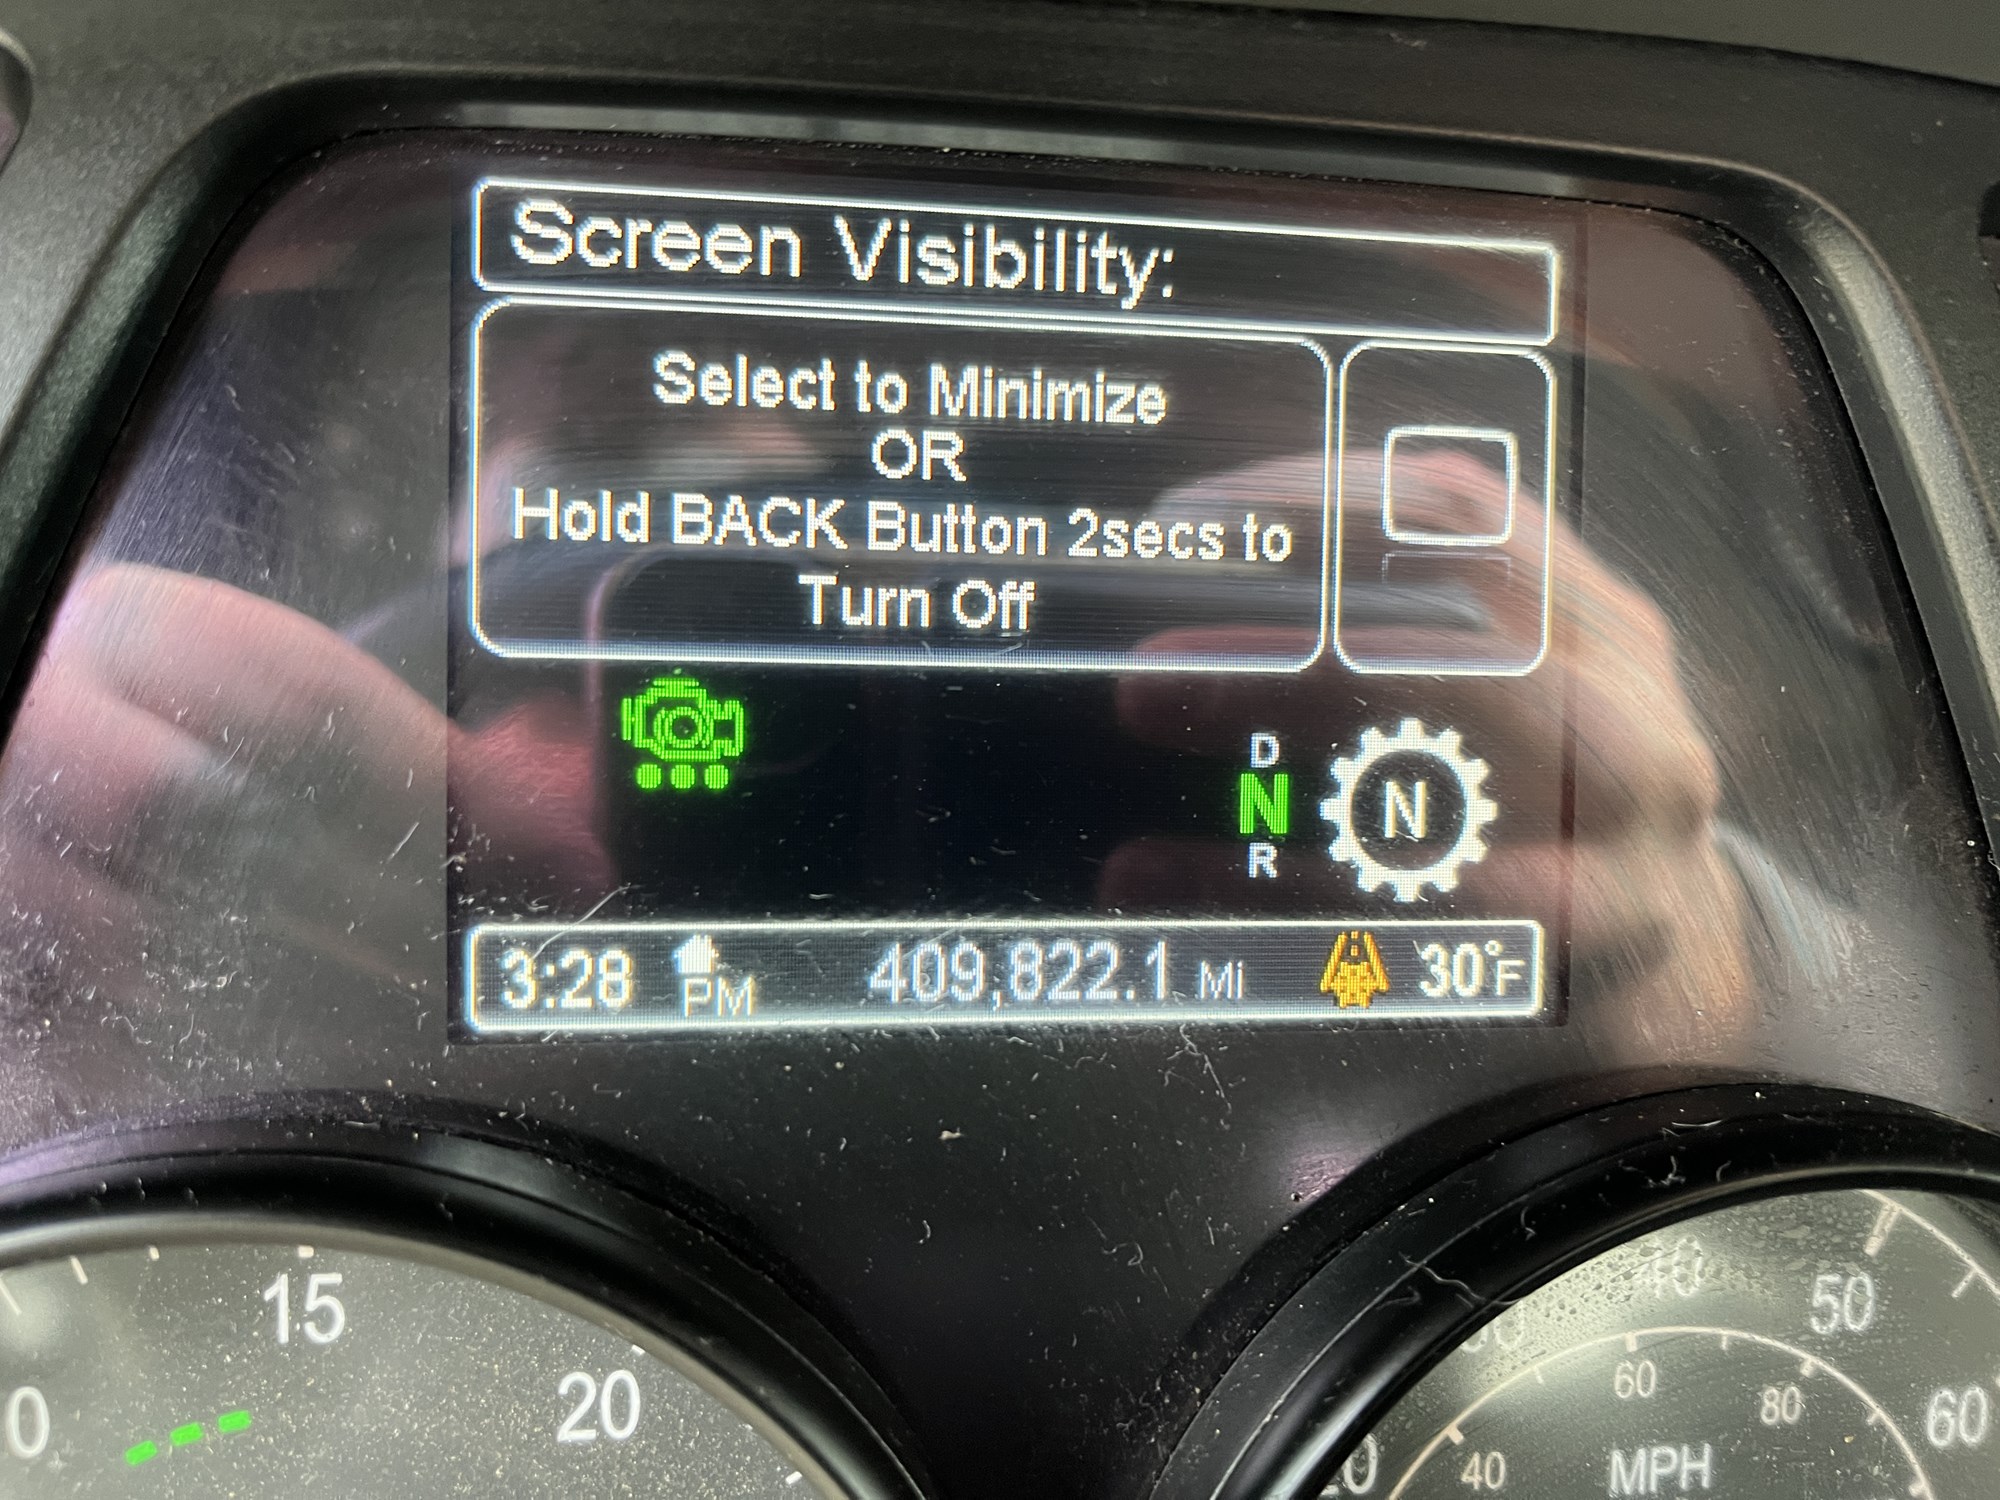 Screen Visibility:
Select to Minimize
OR
Hold BACK Button 2secs to
Turn Off
D
N
R
N
3:28 PM 409,822.1 Mi 30°F
15
20
40
50
60
60
80
40
MPH